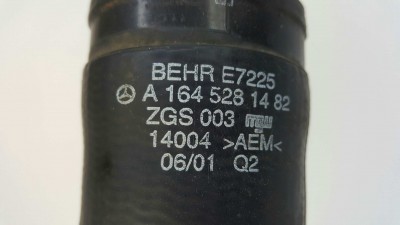 BEHR E7225
A 164 528 14 82
ZGS 003
14004 >AEM<
06/01 Q2